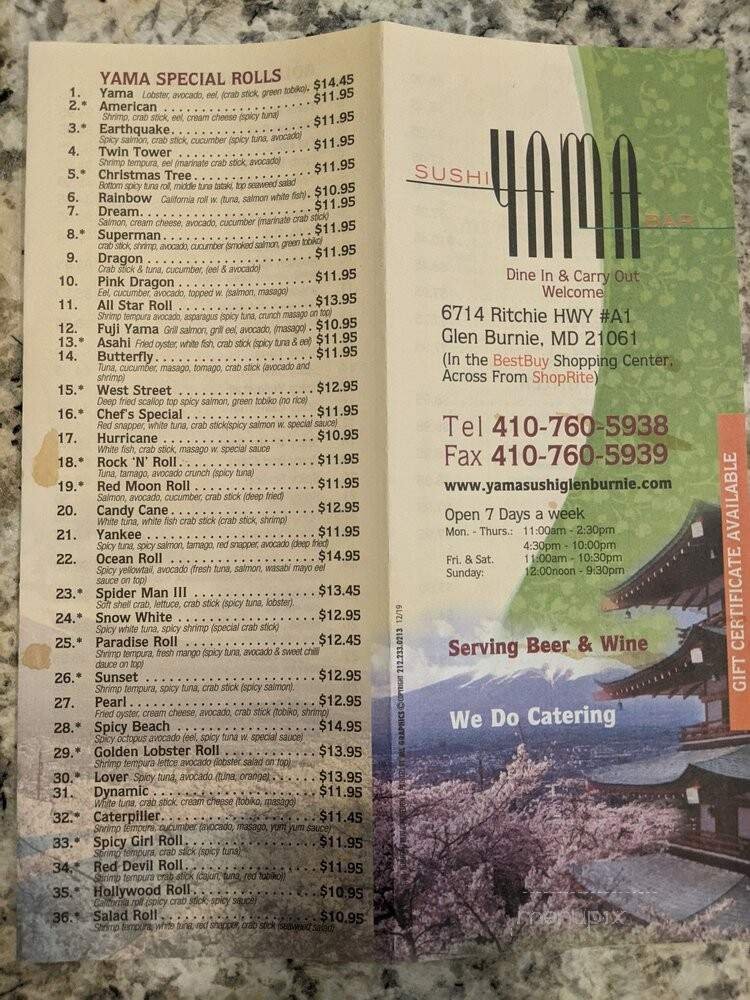 YAMA SPECIAL ROLLS
1. Yama Lobster, avocado, eel, (crab stick, green tobiko). $14.45
2.* American $11.95
Shrimp, crab stick, eel, cream cheese (spicy tuna)
3.* Earthquake $11.95
Spicy salmon, crab stick, cucumber (spicy tuna, avocado)
4. Twin Tower $11.95
Shrimp tempura, eel (marinate crab stick, avocado)
5.* Christmas Tree $11.95
Bottom spicy tuna roll, middle tuna tataki, top seaweed salad
6. Rainbow California roll w. (tuna, salmon white fish). $10.95
7. Dream $11.95
Salmon, cream cheese, avocado, cucumber (marinate crab stick)
8.* Superman $11.95
crab stick, shrimp, avocado, cucumber (smoked salmon, green tobiko)
9. Dragon $11.95
Crab stick & tuna, cucumber, (eel & avocado)
10. Pink Dragon $11.95
Eel, cucumber, avocado, topped w. (salmon, masago)
11. All Star Roll $13.95
Shrimp tempura avocado, asparagus (spicy tuna, crunch masago on top)
12. Fuji Yama Grill salmon, grill eel, avocado, (masago) . $10.95
13.* Asahi Fried oyster, white fish, crab stick (spicy tuna & eel) $11.95
14. Butterfly $11.95
Tuna, cucumber, masago, tomago, crab stick (avocado and
shrimp)
15.* West Street $12.95
Deep fried scallop top spicy salmon, green tobiko (no rice)
16.* Chef's Special $11.95
Red snapper, white tuna, crab stick(spicy salmon w. special sauce)
17. Hurricane $10.95
White fish, crab stick, masago w. special sauce
18.* Rock 'N' Roll $11.95
Tuna, tamago, avocado crunch (spicy tuna)
19.* Red Moon Roll $11.95
Salmon, avocado, cucumber, crab stick (deep fried)
20. Candy Cane $12.95
White tuna, white fish crab stick (crab stick, shrimp)
21. Yankee $11.95
Spicy tuna, spicy salmon, tamago, red snapper, avocado (deep fried)
22. Ocean Roll $14.95
Spicy yellowtail, avocado (fresh tuna, salmon, wasabi mayo eel
sauce on top)
23.* Spider Man III $13.45
Soft shell crab, lettuce, crab stick (spicy tuna, lobster).
24.* Snow White $12.95
Spicy white tuna, spicy shrimp (special crab stick)
25.* Paradise Roll $12.45
Shrimp tempura, fresh mango (spicy tuna, avocado & sweet chilli
dauce on top)
26.* Sunset $12.95
Shrimp tempura, spicy tuna, crab stick (spicy salmon).
27. Pearl $12.95
Fried oyster, cream cheese, avocado, crab stick (tobiko, shrimp)
28.* Spicy Beach $14.95
Spicy octopus avocado (eel, spicy tuna w. special sauce)
29.* Golden Lobster Roll $13.95
Shrimp tempura lettce avocado (lobster salad on top)
30.* Lover Spicy tuna, avocado (tuna, orange) $13.95
31. Dynamic $11.95
White tuna, crab stick, cream cheese (tobiko, masago)
32.* Caterpiller $11.45
Shrimp tempura, cucumber (avocado, masago, yum yum sauce)
33.* Spicy Girl Roll $11.95
Shrimp tempura, crab stick (spicy tuna)
34.* Red Devil Roll $11.95
Shrimp tempura crab stick (cajun, tuna, red tobiko)
35.* Hollywood Roll $10.95
California roll (spicy crab stick, spicy sauce)
36.* Salad Roll $10.95
Shrimp tempura, white tuna, red snapper, crab stick (seaweed salad)
SUSHI YAMA BAR
Dine In & Carry Out
Welcome
6714 Ritchie HWY #A1
Glen Burnie, MD 21061
(In the BestBuy Shopping Center,
Across From ShopRite)
Tel 410-760-5938
Fax 410-760-5939
www.yamasushiglenburnie.com
Open 7 Days a week
Mon. - Thurs.: 11:00am - 2:30pm
4:30pm - 10:00pm
Fri. & Sat. 11:00am - 10:30pm
Sunday: 12:00noon - 9:30pm
Serving Beer & Wine
We Do Catering
GIFT CERTIFICATE AVAILABLE
GRAPHICS © COPYRIGHT 212.233.0213 12/19
menupix